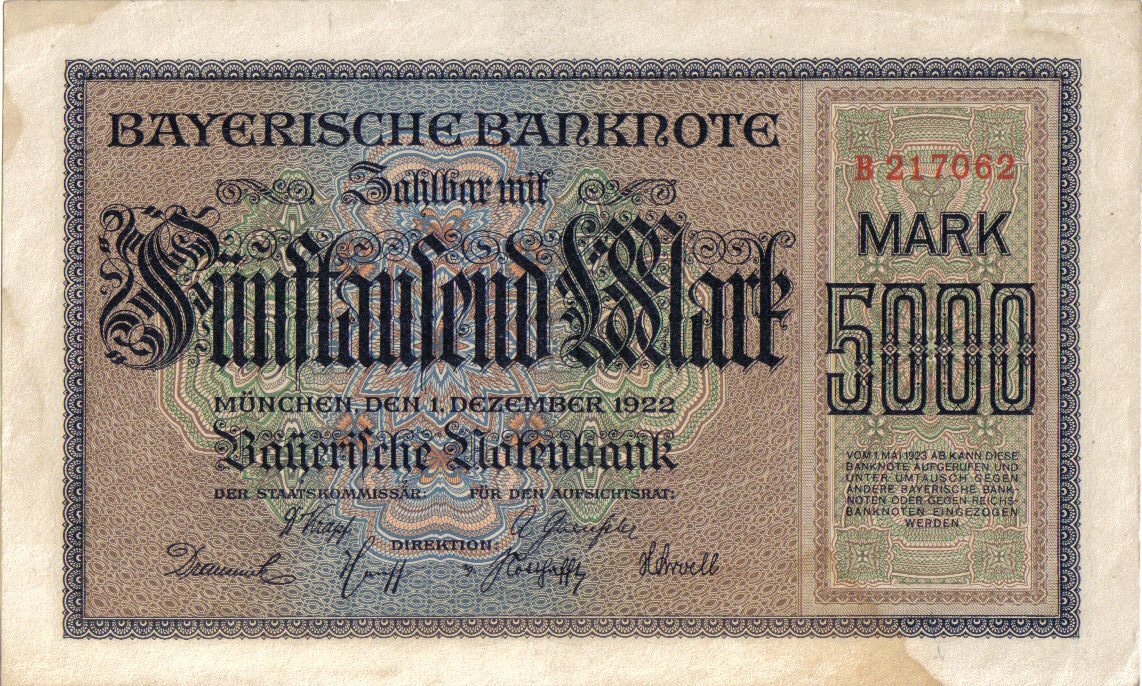 BAYERISCHE BANKNOTE
Zahlbar mit
Fünftausend Mark
MÜNCHEN, DEN 1. DEZEMBER 1922
Bayerische Notenbank
DER STAATSKOMMISSÄR: FÜR DEN AUFSICHTSRAT:
DIREKTION:
B 217062
MARK
5000
VOM 1. MAI 1923 AB KANN DIESE
BANKNOTE AUFGERUFEN UND
UNTER UMTAUSCH GEGEN
ANDERE BAYERISCHE BANK-
NOTEN ODER GEGEN REICHS-
BANKNOTEN EINGEZOGEN
WERDEN